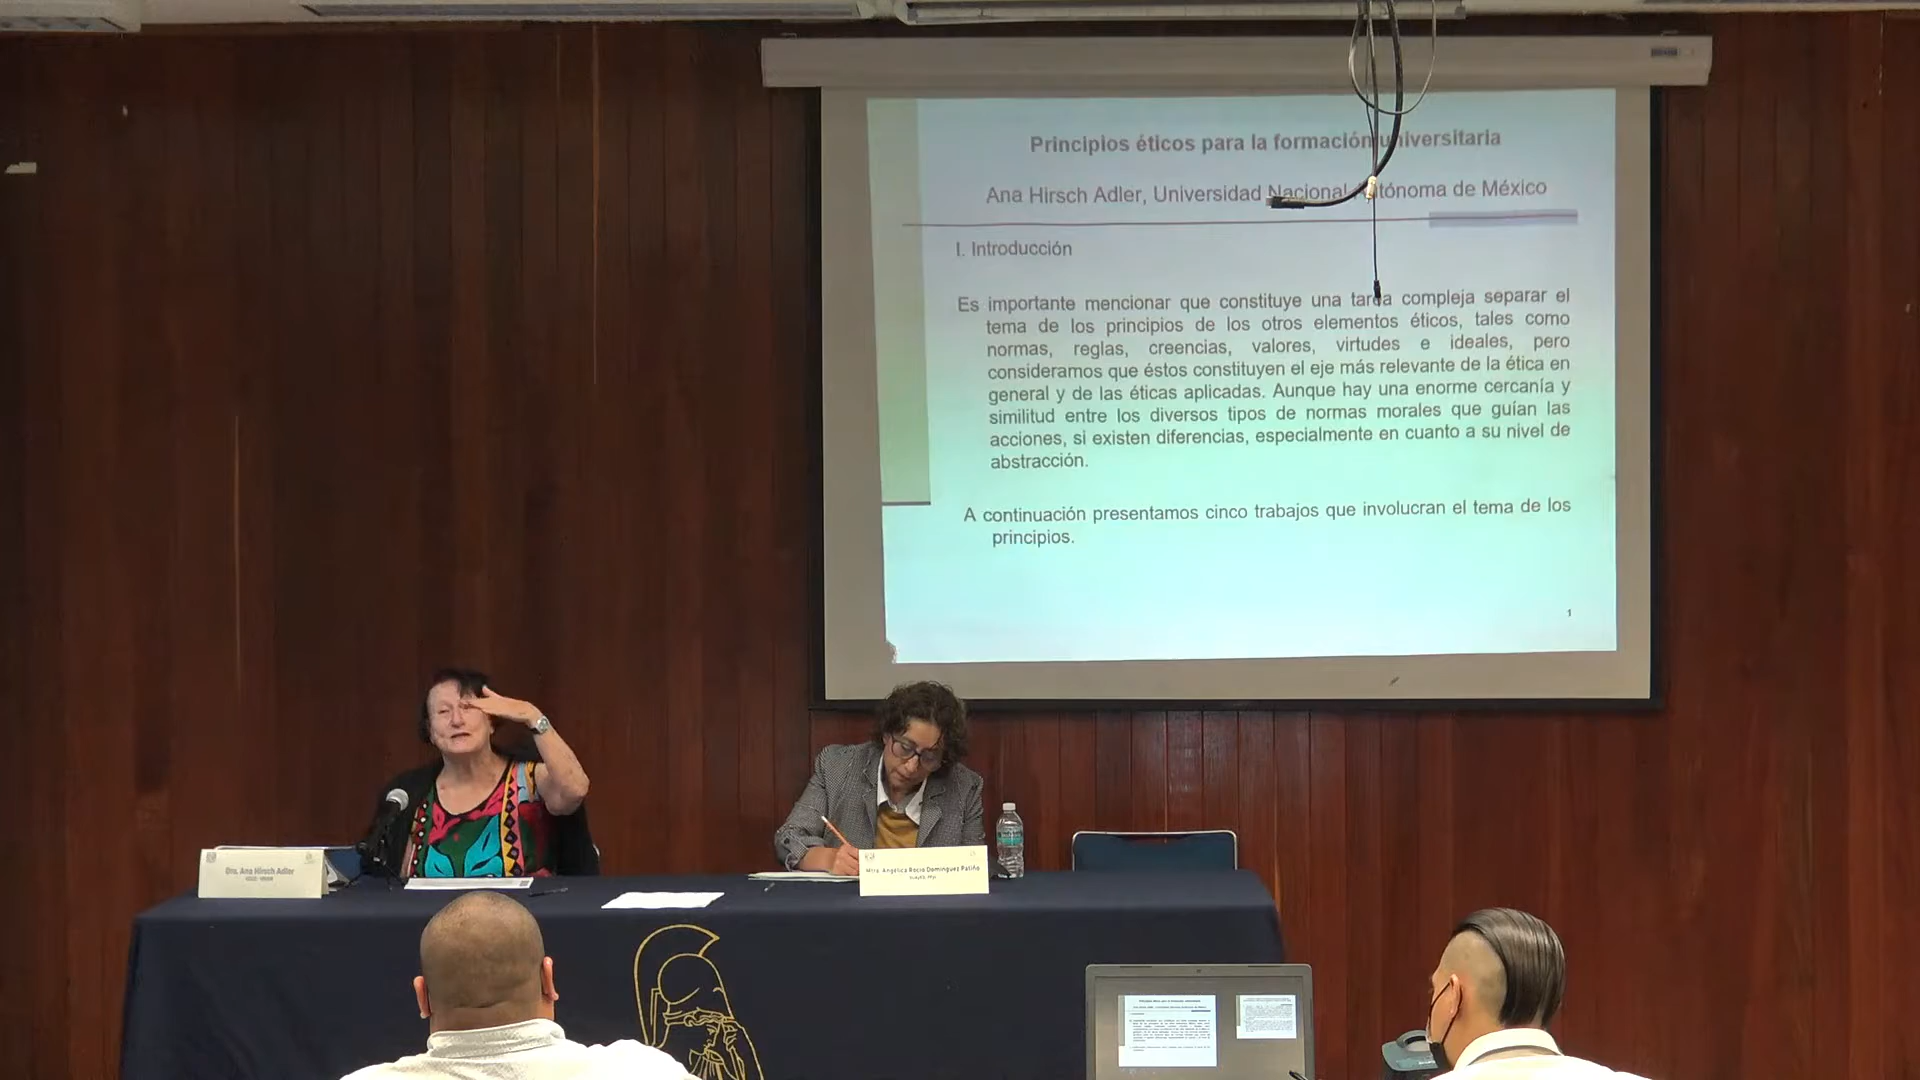 Principios éticos para la formación universitaria
Ana Hirsch Adler, Universidad Nacional Autónoma de México
I. Introducción
Es importante mencionar que constituye una tarea compleja separar el
tema de los principios de los otros elementos éticos, tales como
normas, reglas, creencias, valores, virtudes e ideales, pero
consideramos que éstos constituyen el eje más relevante de la ética en
general y de las éticas aplicadas. Aunque hay una enorme cercanía y
similitud entre los diversos tipos de normas morales que guían las
acciones, si existen diferencias, especialmente en cuanto a su nivel de
abstracción.
A continuación presentamos cinco trabajos que involucran el tema de los
principios.
1
Dra. Ana Hirsch Adler
Mtra. Angélica Rocío Domínguez Patiño